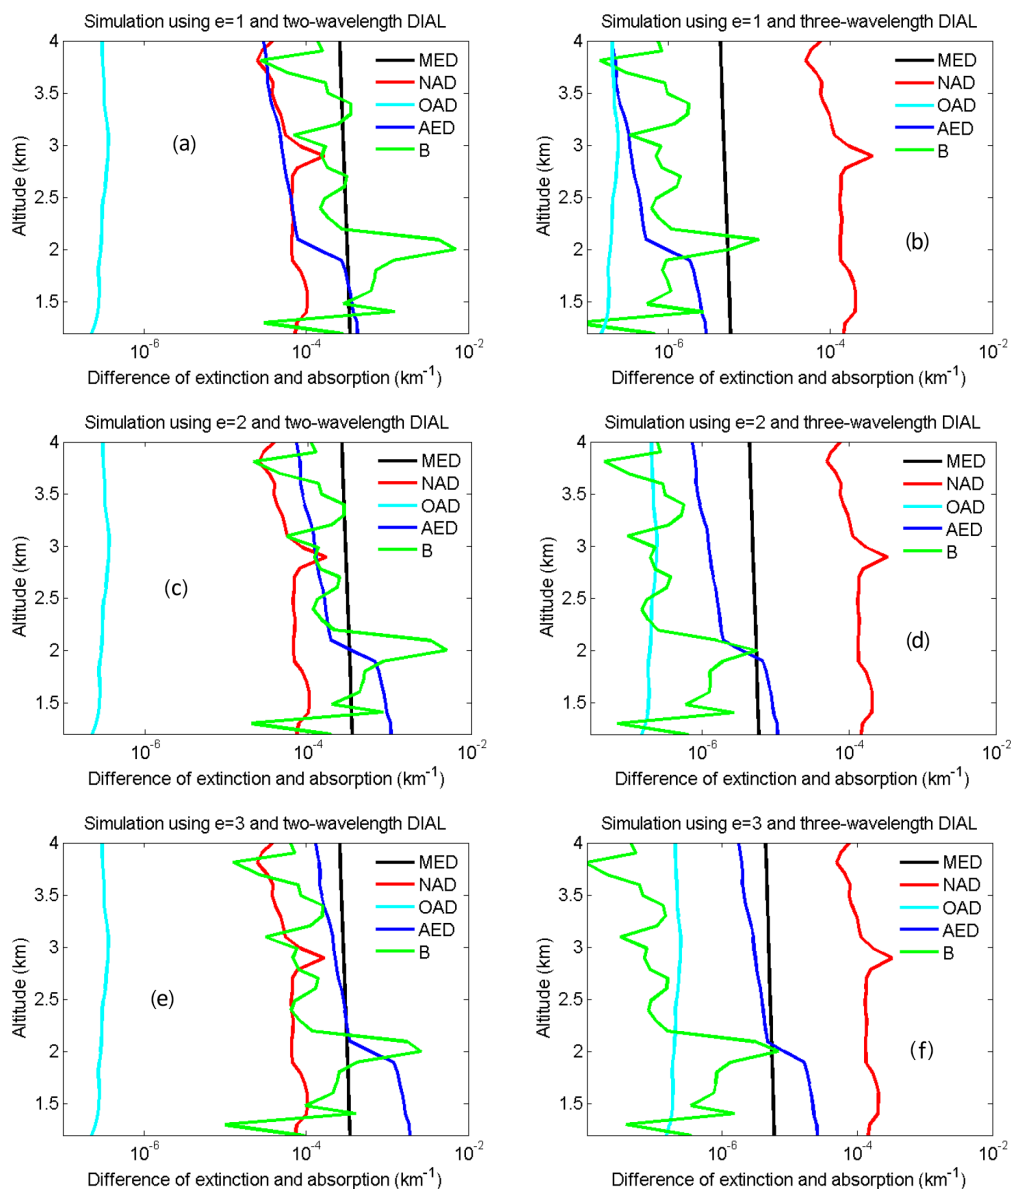 Simulation using e=1 and two-wavelength DIAL
4
3.5
3
2.5
2
1.5
Altitude (km)
(a)
MED
NAD
OAD
AED
B
10⁻⁶
10⁻⁴
10⁻²
Difference of extinction and absorption (km⁻¹)
Simulation using e=1 and three-wavelength DIAL
4
3.5
3
2.5
2
1.5
Altitude (km)
MED
NAD
OAD
AED
B
(b)
10⁻⁶
10⁻⁴
10⁻²
Difference of extinction and absorption (km⁻¹)
Simulation using e=2 and two-wavelength DIAL
4
3.5
3
2.5
2
1.5
Altitude (km)
(c)
MED
NAD
OAD
AED
B
10⁻⁶
10⁻⁴
10⁻²
Difference of extinction and absorption (km⁻¹)
Simulation using e=2 and three-wavelength DIAL
4
3.5
3
2.5
2
1.5
Altitude (km)
MED
NAD
OAD
AED
B
(d)
10⁻⁶
10⁻⁴
10⁻²
Difference of extinction and absorption (km⁻¹)
Simulation using e=3 and two-wavelength DIAL
4
3.5
3
2.5
2
1.5
Altitude (km)
(e)
MED
NAD
OAD
AED
B
10⁻⁶
10⁻⁴
10⁻²
Difference of extinction and absorption (km⁻¹)
Simulation using e=3 and three-wavelength DIAL
4
3.5
3
2.5
2
1.5
Altitude (km)
MED
NAD
OAD
AED
B
(f)
10⁻⁶
10⁻⁴
10⁻²
Difference of extinction and absorption (km⁻¹)